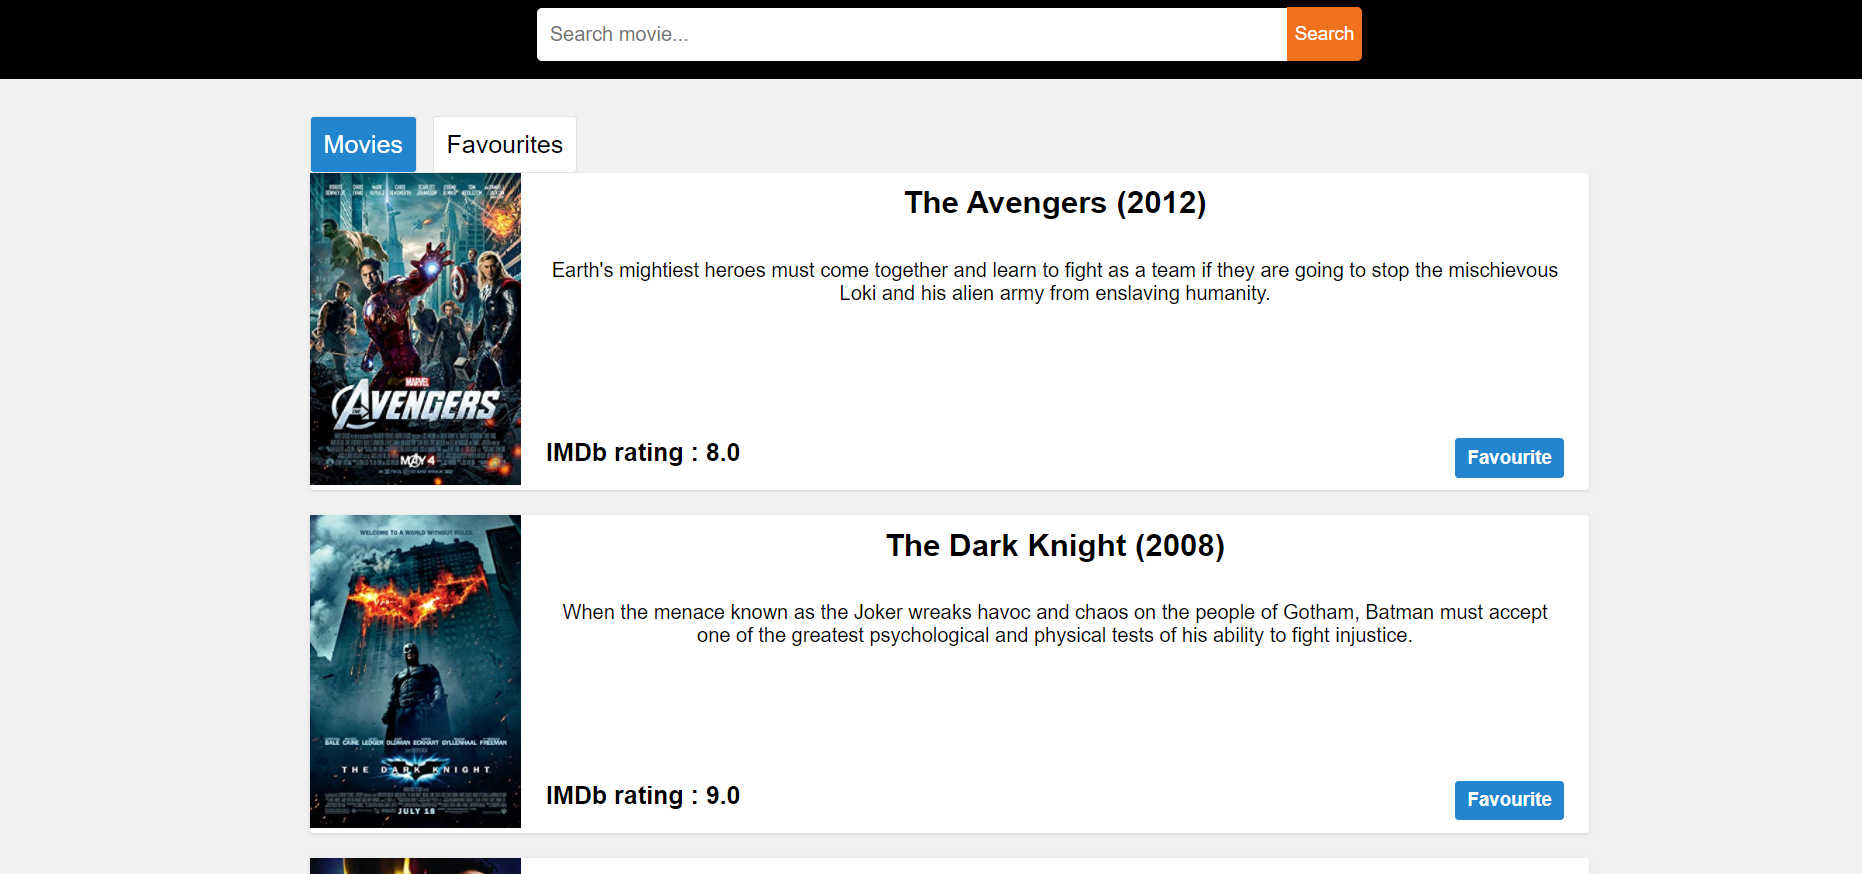 Search movie...
Search
Movies
Favourites
MARVEL
THE AVENGERS
MAY 4
The Avengers (2012)
Earth's mightiest heroes must come together and learn to fight as a team if they are going to stop the mischievous
Loki and his alien army from enslaving humanity.
IMDb rating : 8.0
Favourite
WELCOME TO A WORLD WITHOUT RULES.
BALE CAINE LEDGER OLDMAN ECKHART GYLLENHAAL FREEMAN
THE DARK KNIGHT
JULY 18
The Dark Knight (2008)
When the menace known as the Joker wreaks havoc and chaos on the people of Gotham, Batman must accept
one of the greatest psychological and physical tests of his ability to fight injustice.
IMDb rating : 9.0
Favourite